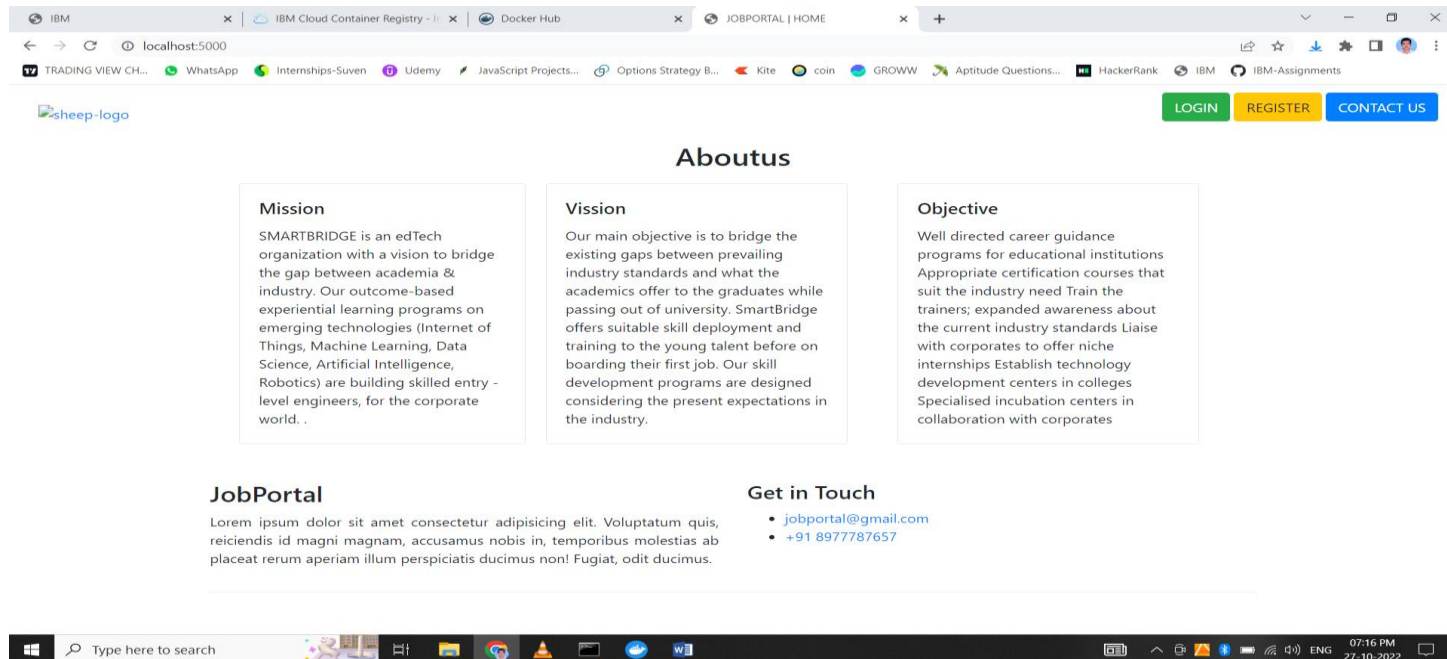 IBM
IBM Cloud Container Registry - I
Docker Hub
JOBPORTAL | HOME
localhost:5000
TRADING VIEW CH...
WhatsApp
Internships-Suven
Udemy
JavaScript Projects...
Options Strategy B...
Kite
coin
GROWW
Aptitude Questions...
HackerRank
IBM
IBM-Assignments
sheep-logo
LOGIN
REGISTER
CONTACT US
Aboutus
Mission
SMARTBRIDGE is an edTech
organization with a vision to bridge
the gap between academia &
industry. Our outcome-based
experiential learning programs on
emerging technologies (Internet of
Things, Machine Learning, Data
Science, Artificial Intelligence,
Robotics) are building skilled entry -
level engineers, for the corporate
world. .
Vission
Our main objective is to bridge the
existing gaps between prevailing
industry standards and what the
academics offer to the graduates while
passing out of university. SmartBridge
offers suitable skill deployment and
training to the young talent before on
boarding their first job. Our skill
development programs are designed
considering the present expectations in
the industry.
Objective
Well directed career guidance
programs for educational institutions
Appropriate certification courses that
suit the industry need Train the
trainers; expanded awareness about
the current industry standards Liaise
with corporates to offer niche
internships Establish technology
development centers in colleges
Specialised incubation centers in
collaboration with corporates
JobPortal
Lorem ipsum dolor sit amet consectetur adipisicing elit. Voluptatum quis,
reiciendis id magni magnam, accusamus nobis in, temporibus molestias ab
placeat rerum aperiam illum perspiciatis ducimus non! Fugiat, odit ducimus.
Get in Touch
jobportal@gmail.com
+91 8977787657
Type here to search
ENG
07:16 PM
27-10-2022